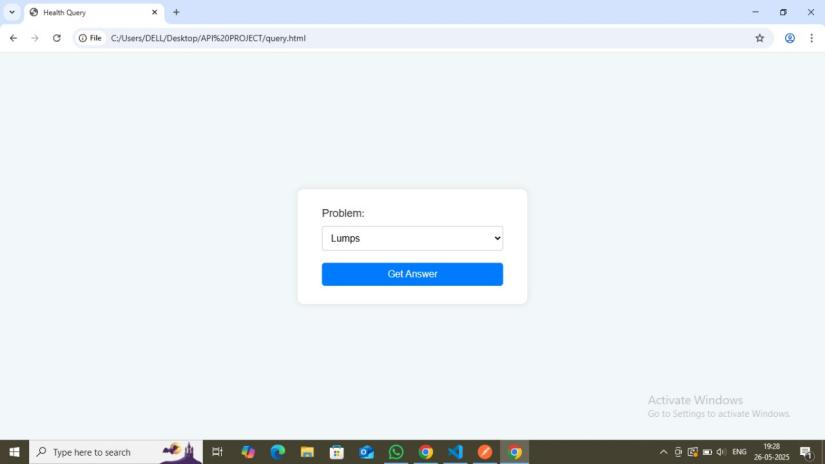 Health Query
File
C:/Users/DELL/Desktop/API%20PROJECT/query.html
Problem:
Lumps
Get Answer
Activate Windows
Go to Settings to activate Windows.
Type here to search
ENG
19:28
26-05-2025
1